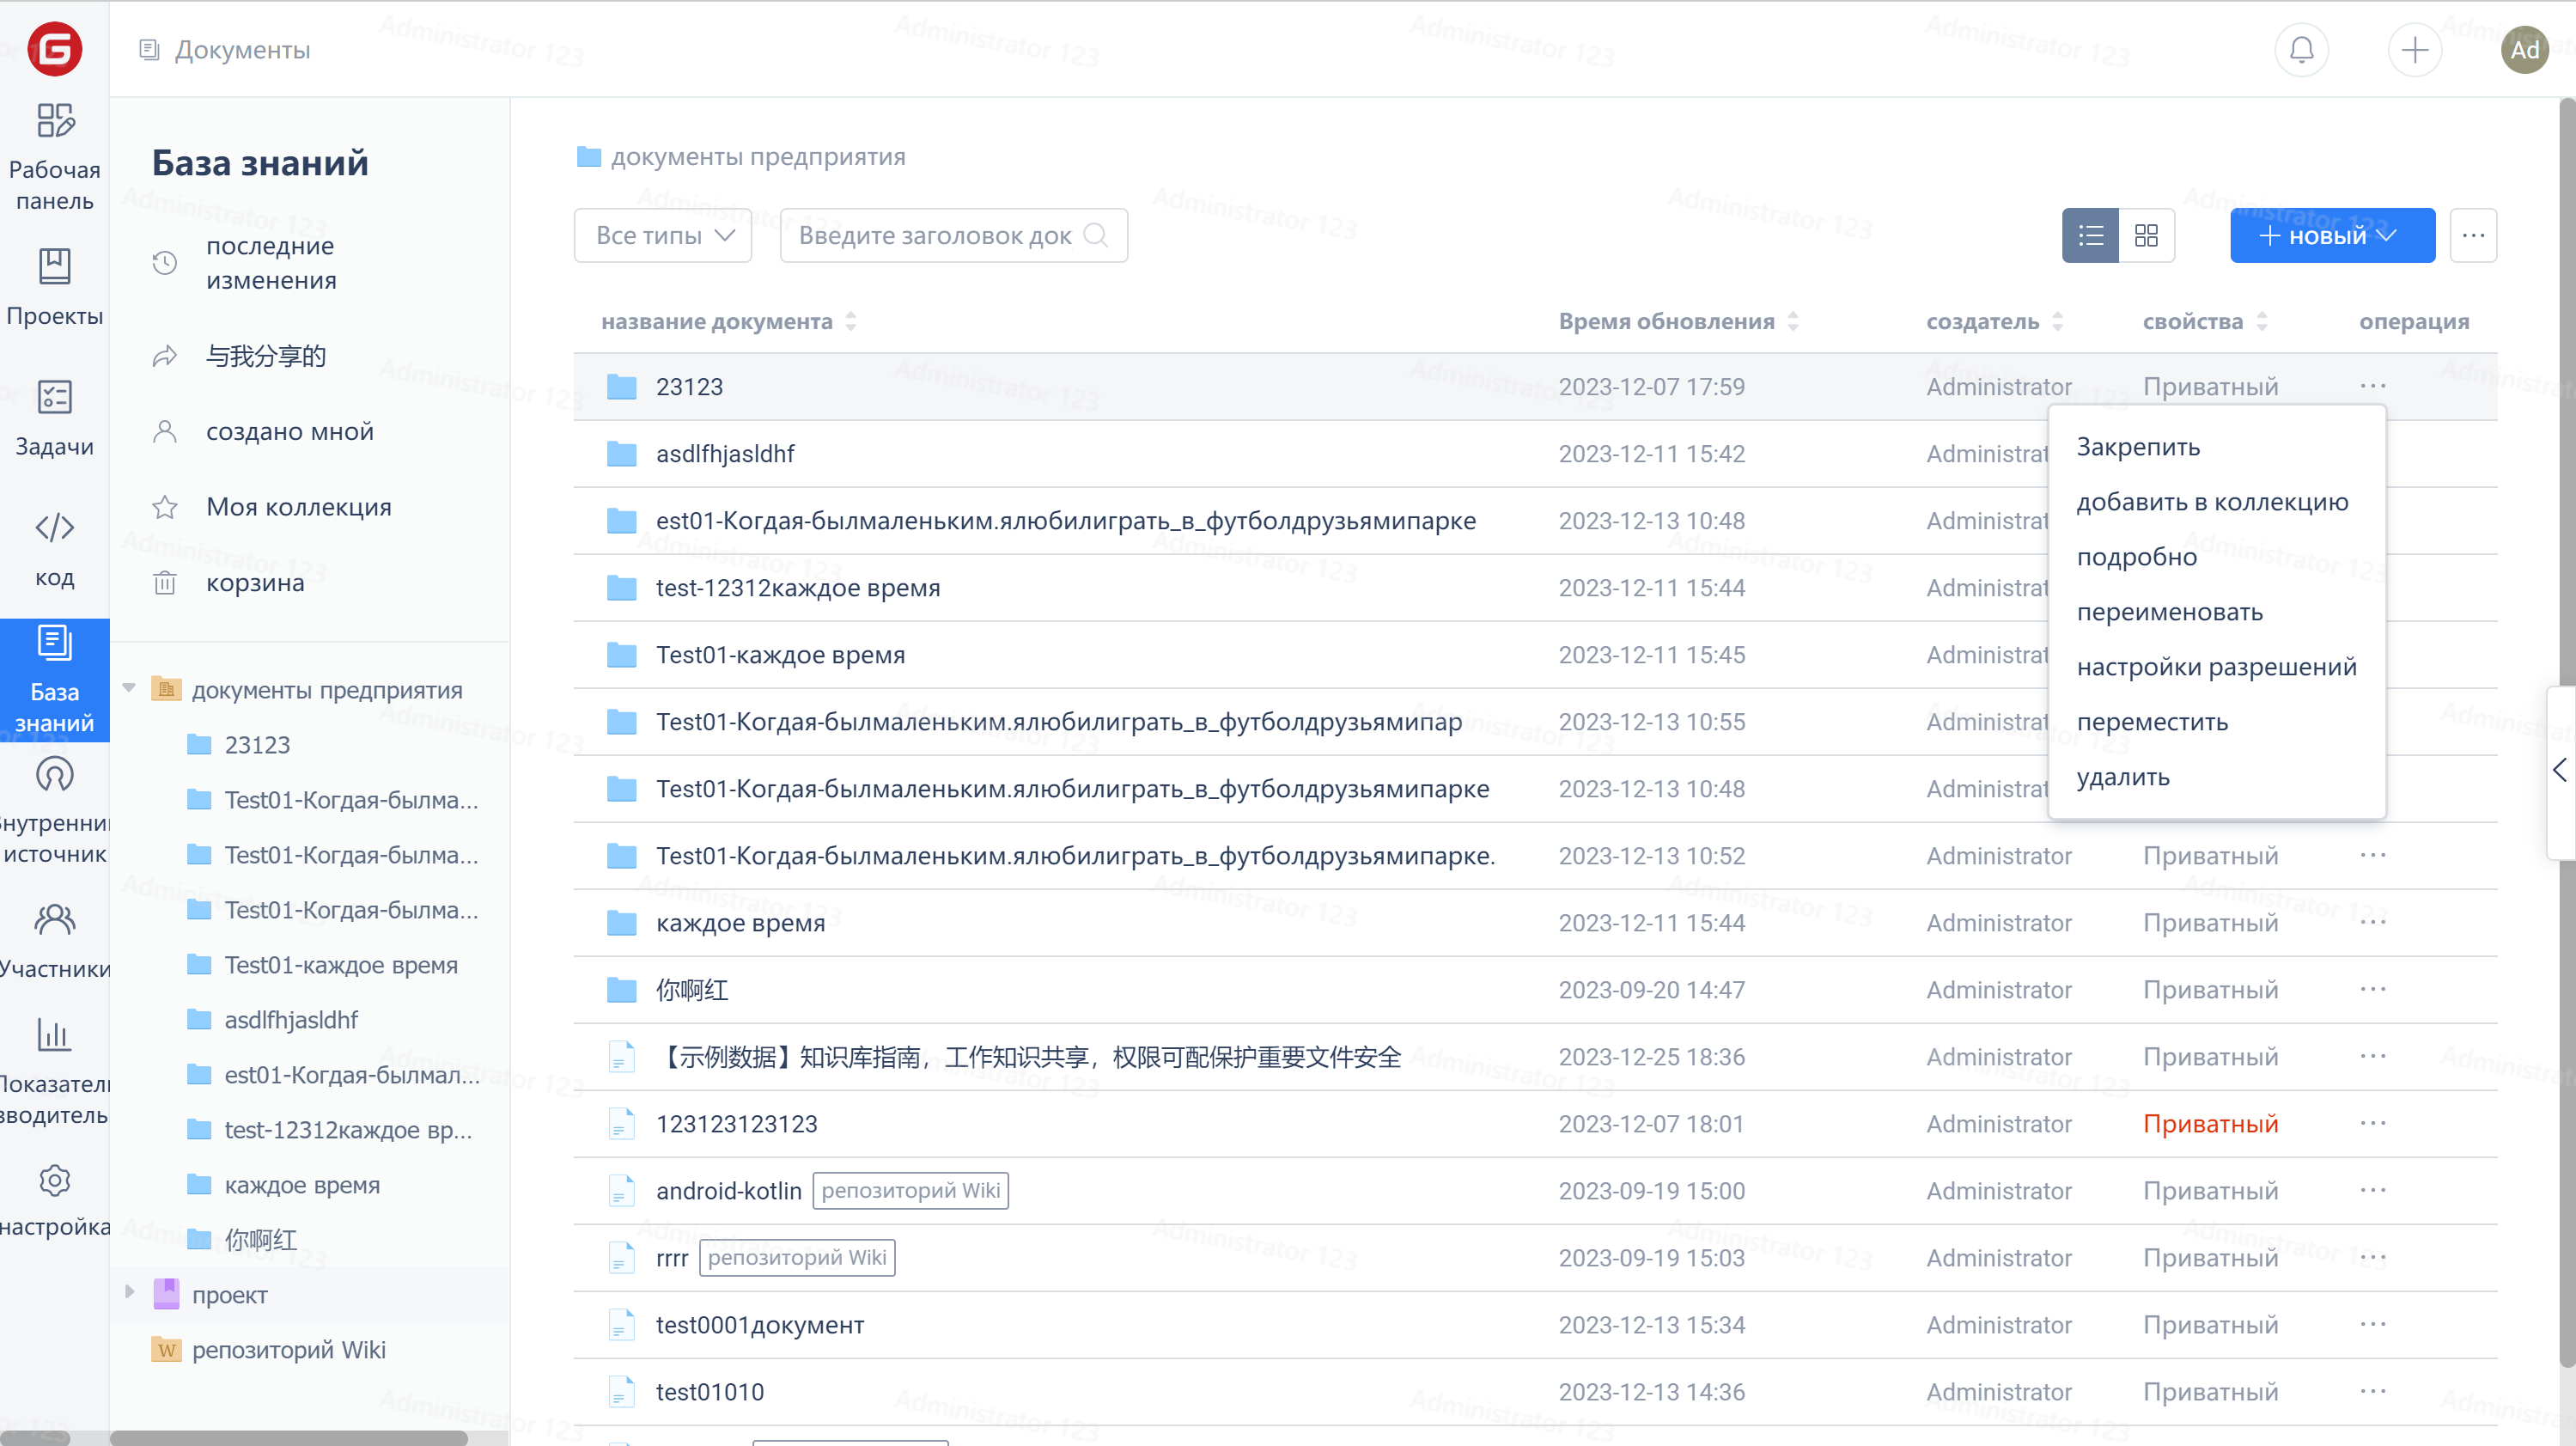 Документы
Ad
Рабочая
панель
Проекты
Задачи
код
База
знаний
источник
Участники
настройка
База знаний
последние
изменения
与我分享的
создано мной
Моя коллекция
корзина
документы предприятия
23123
Test01-Когдая-былма...
Test01-Когдая-былма...
Test01-Когдая-былма...
Test01-каждое время
asdlfhjasldhf
est01-Когдая-былмал...
test-12312каждое вр...
каждое время
你啊红
проект
W репозиторий Wiki
документы предприятия
Все типы
Введите заголовок док
+ новый
...
название документа Время обновления создатель свойства операция
23123 2023-12-07 17:59 Administrator Приватный ...
asdlfhjasldhf 2023-12-11 15:42 Administrat
est01-Когдая-былмаленьким.ялюбилиграть_в_футболдрузьямипарке 2023-12-13 10:48 Administrat
test-12312каждое время 2023-12-11 15:44 Administrat
Test01-каждое время 2023-12-11 15:45 Administrat
Test01-Когдая-былмаленьким.ялюбилиграть_в_футболдрузьямипар 2023-12-13 10:55 Administrat
Test01-Когдая-былмаленьким.ялюбилиграть_в_футболдрузьямипарке 2023-12-13 10:48 Administrat
Test01-Когдая-былмаленьким.ялюбилиграть_в_футболдрузьямипарке. 2023-12-13 10:52 Administrator Приватный ...
каждое время 2023-12-11 15:44 Administrator Приватный ...
你啊红 2023-09-20 14:47 Administrator Приватный ...
【示例数据】知识库指南，工作知识共享，权限可配保护重要文件安全 2023-12-25 18:36 Administrator Приватный ...
123123123123 2023-12-07 18:01 Administrator Приватный ...
android-kotlin репозиторий Wiki 2023-09-19 15:00 Administrator Приватный ...
rrrr репозиторий Wiki 2023-09-19 15:03 Administrator Приватный ...
test0001документ 2023-12-13 15:34 Administrator Приватный ...
test01010 2023-12-13 14:36 Administrator Приватный ...
Закрепить
добавить в коллекцию
подробно
переименовать
настройки разрешений
переместить
удалить
Administrator 123